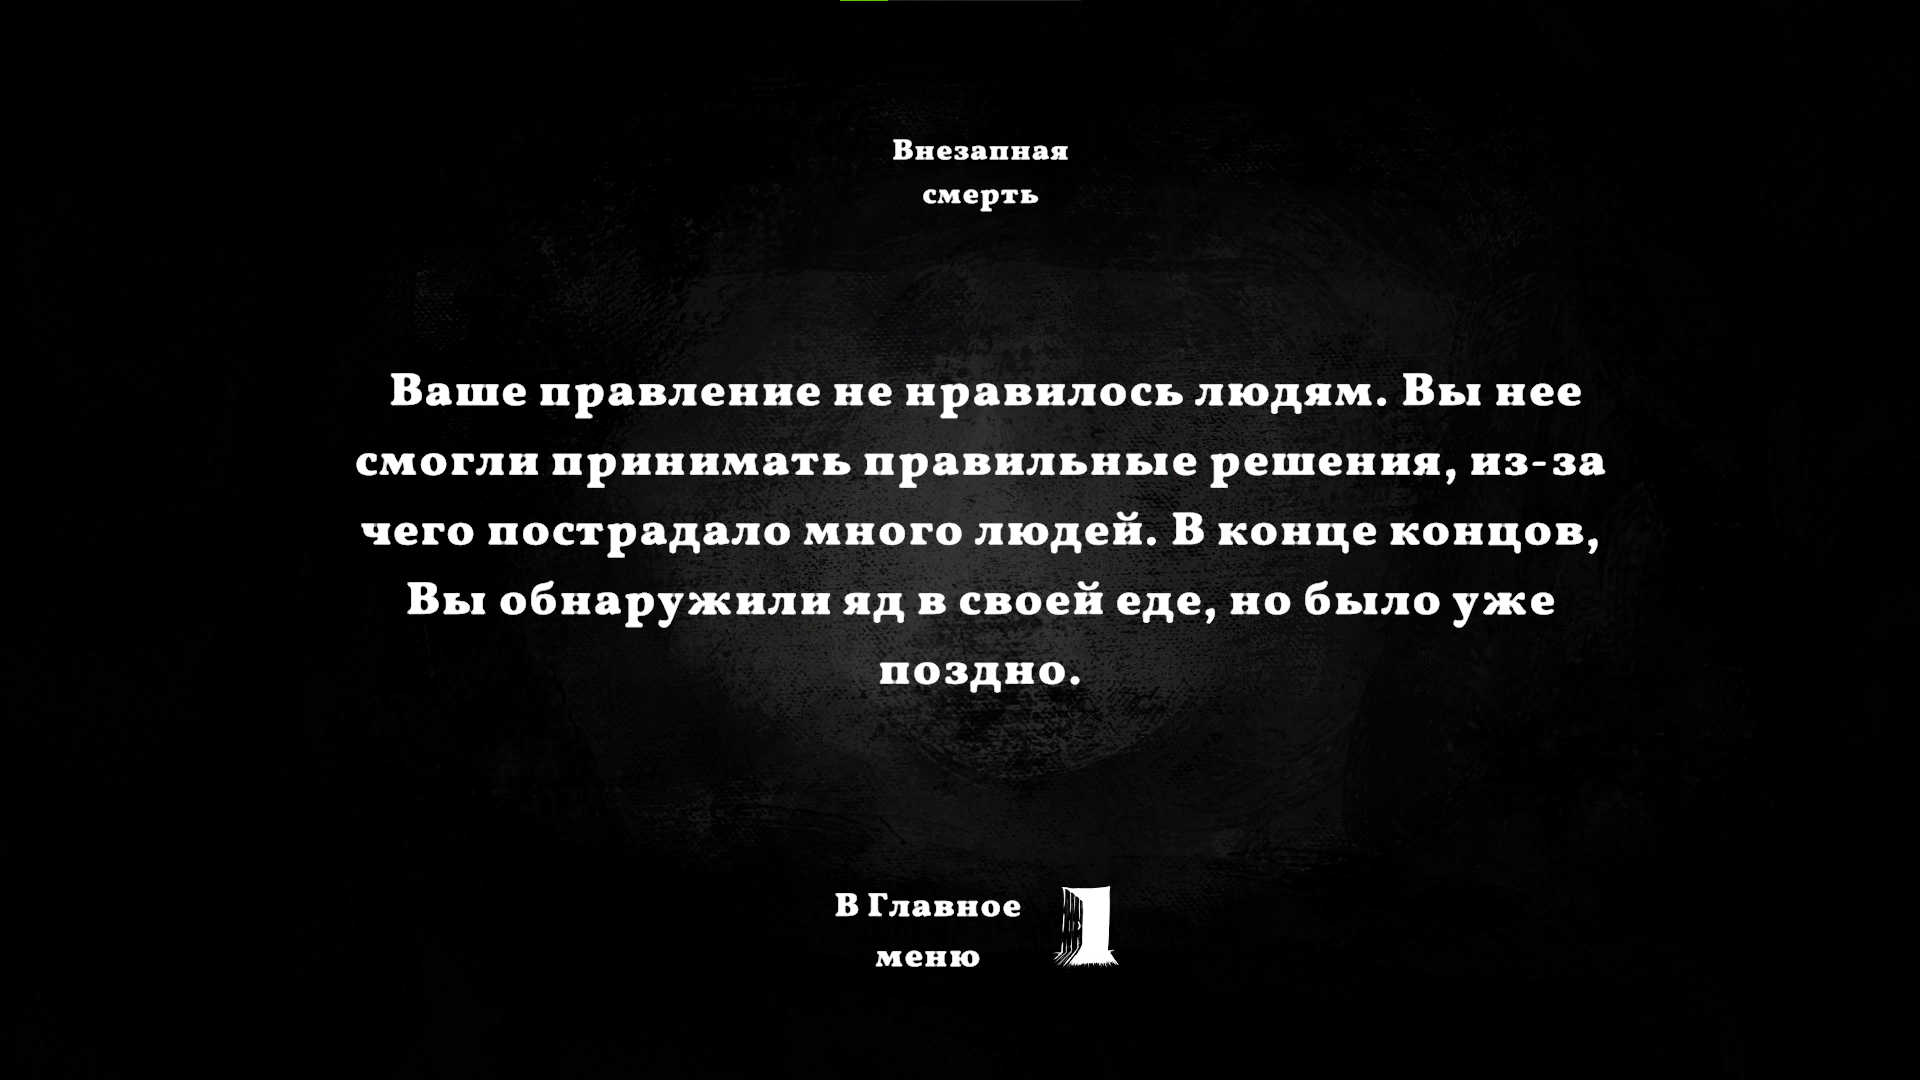 Внезапная
смерть
Ваше правление не нравилось людям. Вы нее
смогли принимать правильные решения, из-за
чего пострадало много людей. В конце концов,
Вы обнаружили яд в своей еде, но было уже
поздно.
В Главное
меню